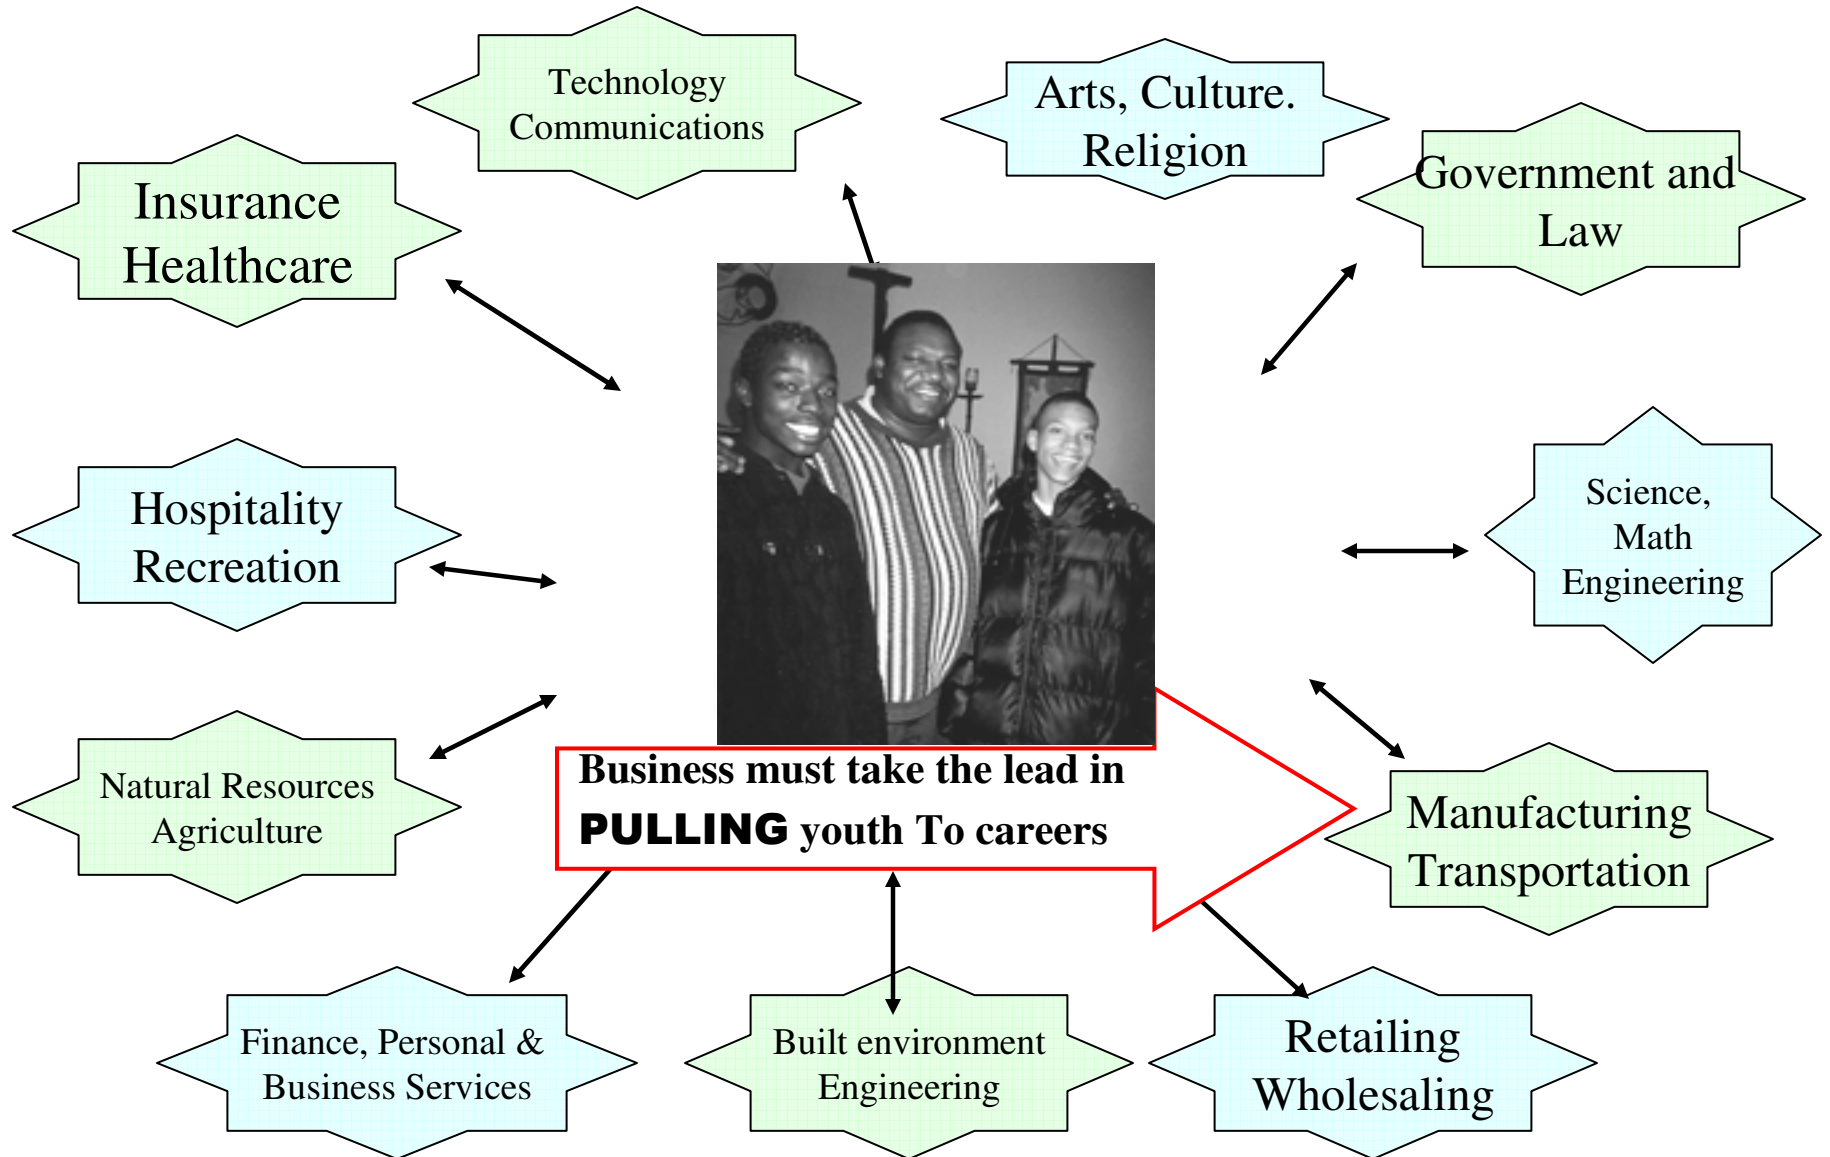 Technology
Communications
Arts, Culture.
Religion
Government and
Law
Insurance
Healthcare
Hospitality
Recreation
Science,
Math
Engineering
Natural Resources
Agriculture
Business must take the lead in
PULLING youth To careers
Manufacturing
Transportation
Finance, Personal &
Business Services
Built environment
Engineering
Retailing
Wholesaling